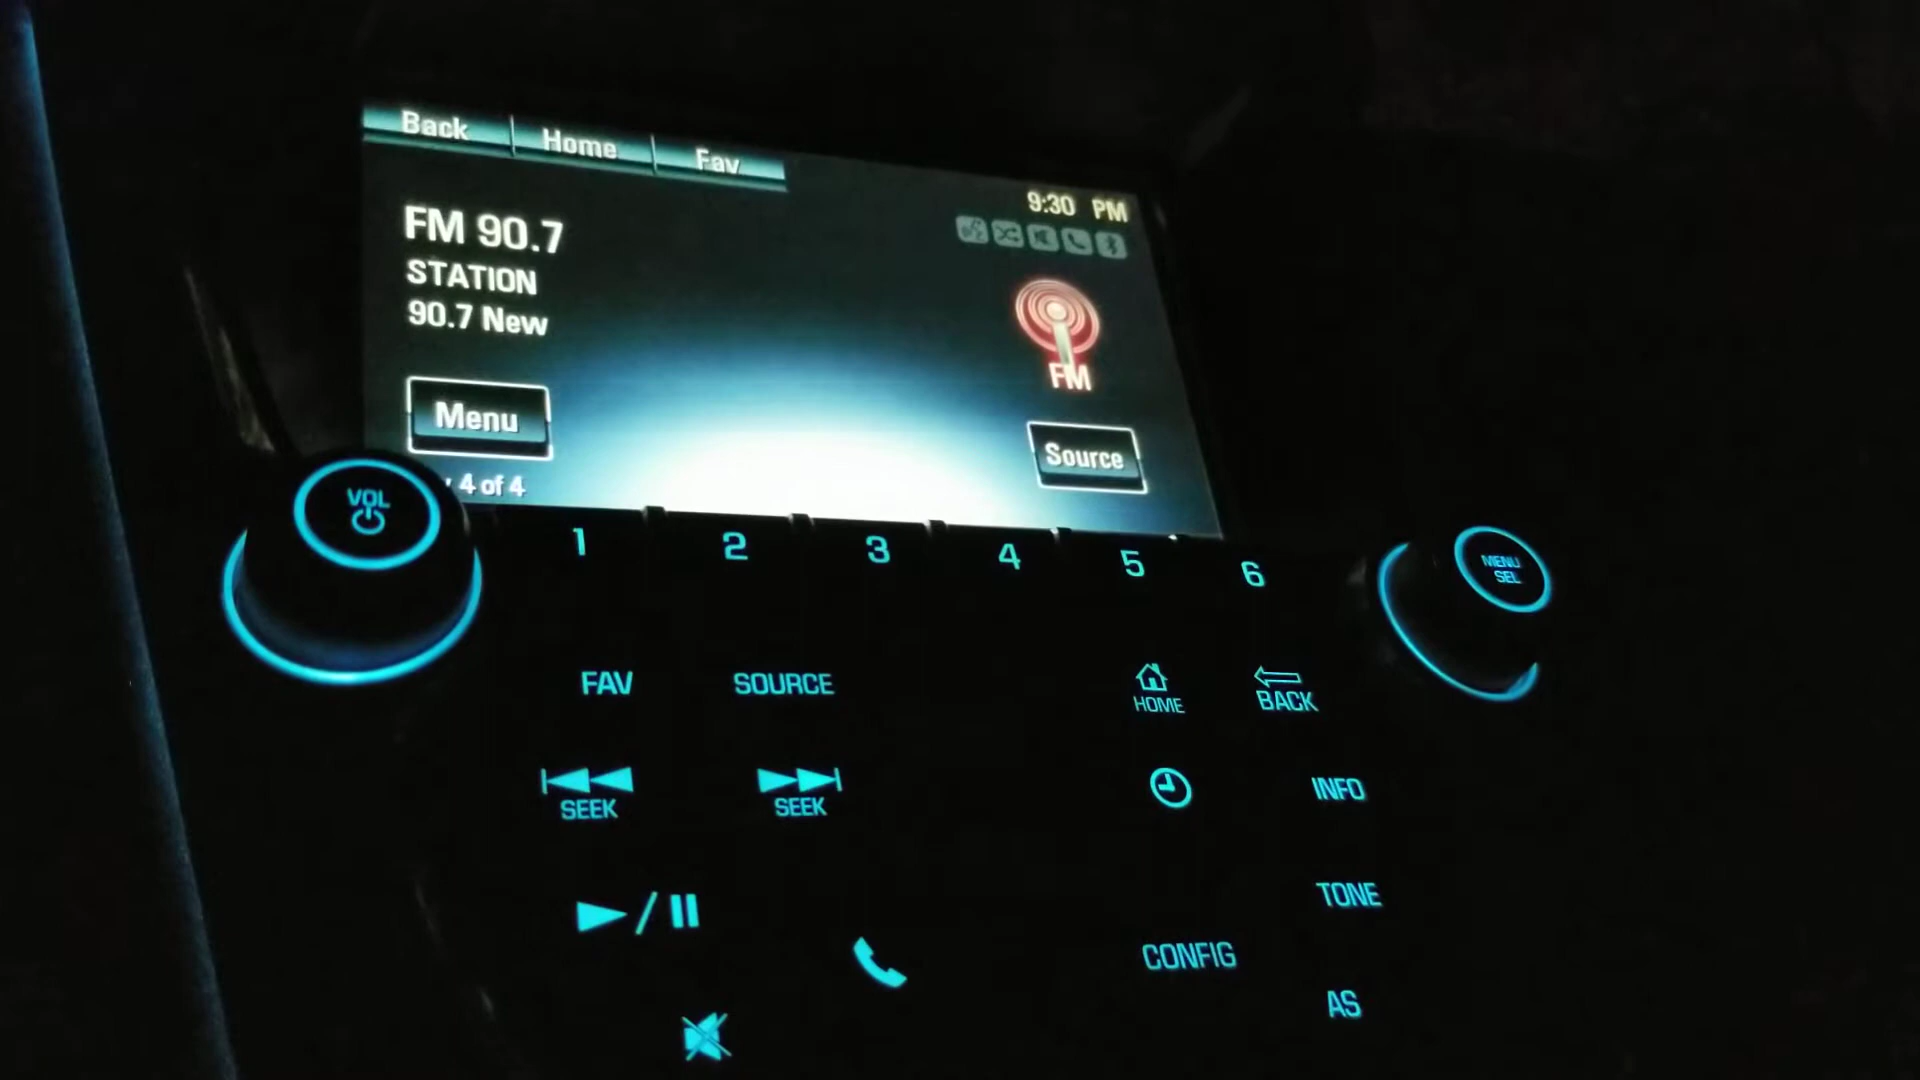 Back Home Fav
9:30 PM
FM 90.7
STATION
90.7 New
FM
Menu
Source
4 of 4
VOL
1 2 3 4 5 6
MENU
SEL
FAV SOURCE
HOME BACK
SEEK SEEK
INFO
TONE
CONFIG
AS